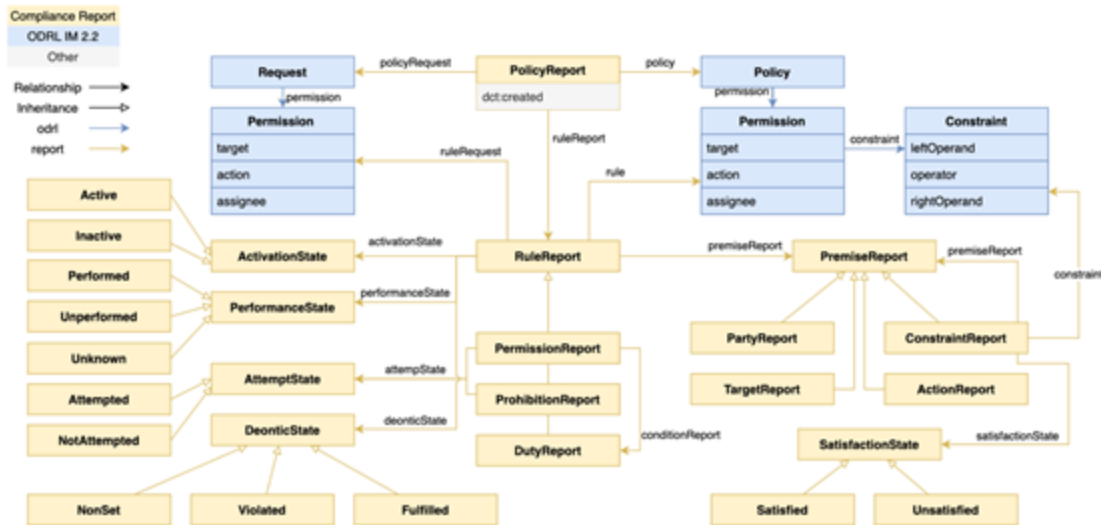 Compliance Report
ODRL IM 2.2
Other
Relationship
Inheritance
odrl
report
Request
policyRequest
PolicyReport
policy
Policy
dct:created
permission
permission
Permission
target
action
assignee
Permission
target
action
assignee
constraint
Constraint
leftOperand
operator
rightOperand
ruleRequest
ruleReport
rule
Active
Inactive
Performed
Unperformed
Unknown
Attempted
NotAttempted
ActivationState
activationState
RuleReport
premiseReport
PremiseReport
premiseReport
constraint
PerformanceState
performanceState
PartyReport
ConstraintReport
PermissionReport
AttemptState
attempState
TargetReport
ActionReport
ProhibitionReport
DeonticState
deonticState
conditionReport
DutyReport
SatisfactionState
satisfactionState
NonSet
Violated
Fulfilled
Satisfied
Unsatisfied